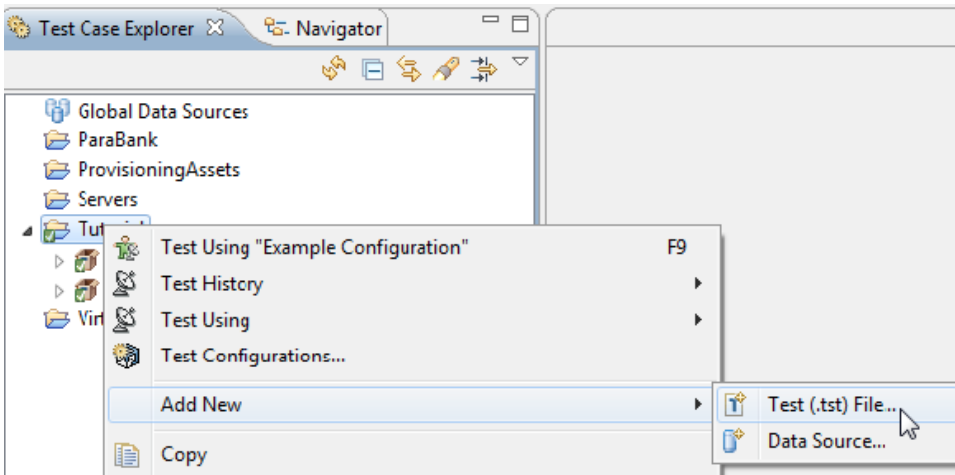 Test Case Explorer
Navigator
Global Data Sources
ParaBank
ProvisioningAssets
Servers
Test Using "Example Configuration" F9
Test History
Test Using
Test Configurations...
Add New
Test (.tst) File...
Data Source...
Copy